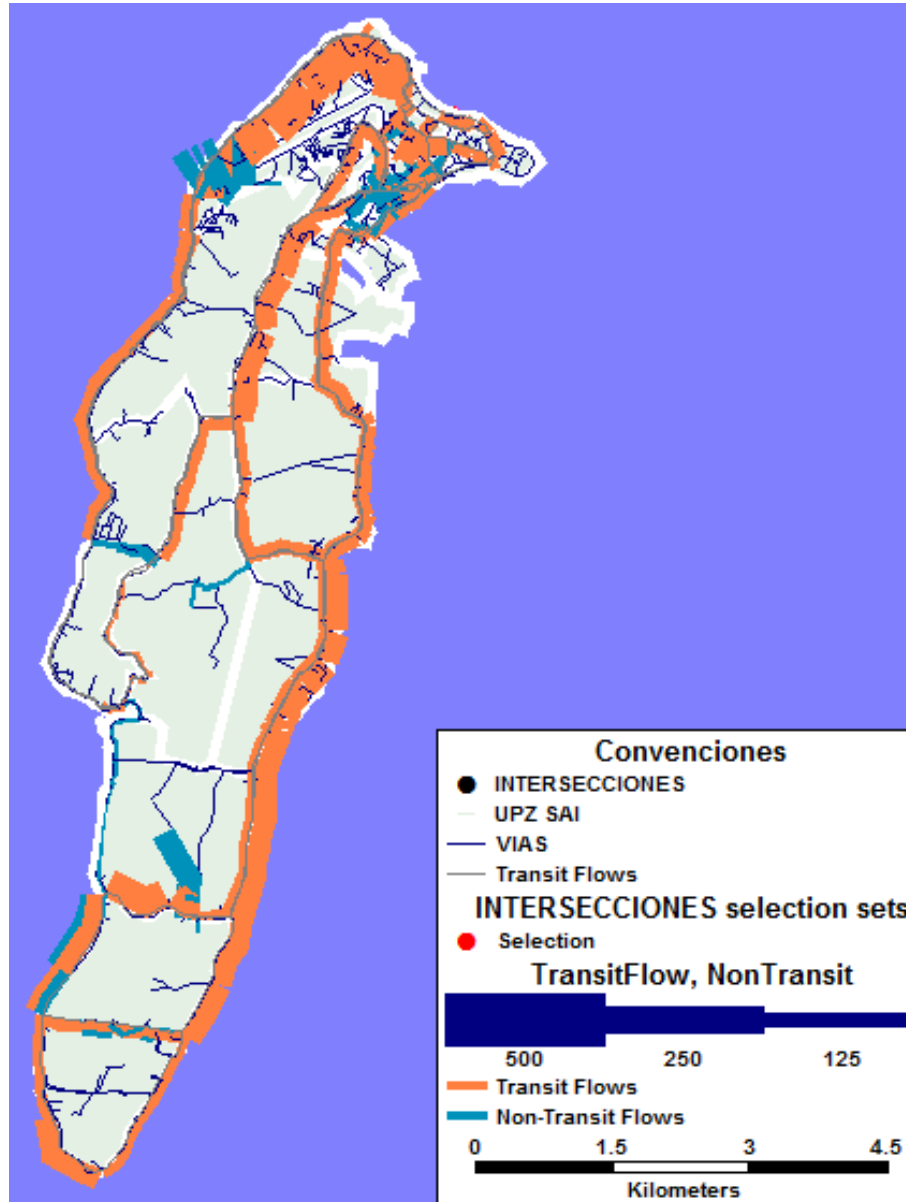 Convenciones
INTERSECCIONES
UPZ SAI
VIAS
Transit Flows
INTERSECCIONES selection sets
Selection
TransitFlow, NonTransit
500 250 125
Transit Flows
Non-Transit Flows
0 1.5 3 4.5
Kilometers